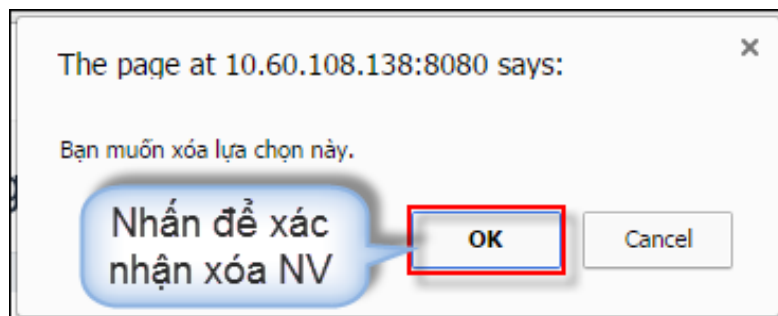 The page at 10.60.108.138:8080 says:
Bạn muốn xóa lựa chọn này.
Nhấn để xác
nhận xóa NV
OK
Cancel